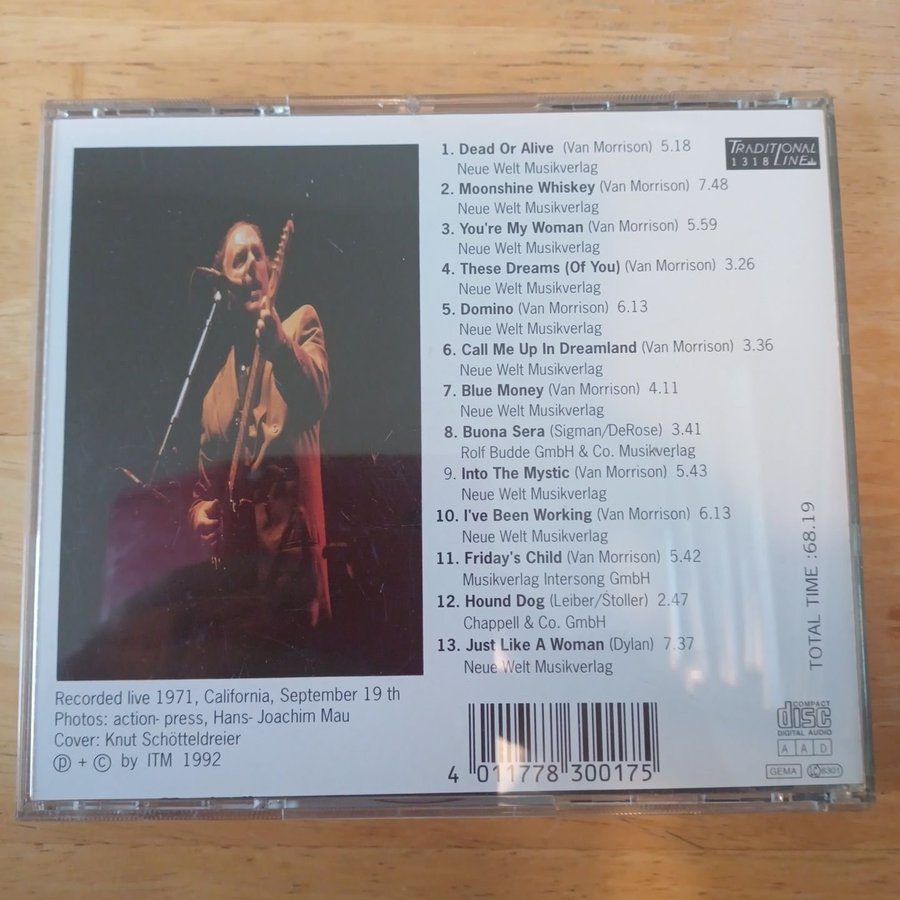 1. Dead Or Alive (Van Morrison) 5.18
Neue Welt Musikverlag
2. Moonshine Whiskey (Van Morrison) 7.48
Neue Welt Musikverlag
3. You're My Woman (Van Morrison) 5.59
Neue Welt Musikverlag
4. These Dreams (Of You) (Van Morrison) 3.26
Neue Welt Musikverlag
5. Domino (Van Morrison) 6.13
Neue Welt Musikverlag
6. Call Me Up In Dreamland (Van Morrison) 3.36
Neue Welt Musikverlag
7. Blue Money (Van Morrison) 4.11
Neue Welt Musikverlag
8. Buona Sera (Sigman/DeRose) 3.41
Rolf Budde GmbH & Co. Musikverlag
9. Into The Mystic (Van Morrison) 5.43
Neue Welt Musikverlag
10. I've Been Working (Van Morrison) 6.13
Neue Welt Musikverlag
11. Friday's Child (Van Morrison) 5.42
Musikverlag Intersong GmbH
12. Hound Dog (Leiber/Stoller) 2.47
Chappell & Co. GmbH
13. Just Like A Woman (Dylan) 7.37
Neue Welt Musikverlag
TRADITIONAL
1318 LINE
TOTAL TIME :68.19
Recorded live 1971, California, September 19 th
Photos: action- press, Hans- Joachim Mau
Cover: Knut Schötteldreier
℗ + © by ITM 1992
4 011778 300175
COMPACT
disc
DIGITAL AUDIO
A A D
GEMA LC 8301